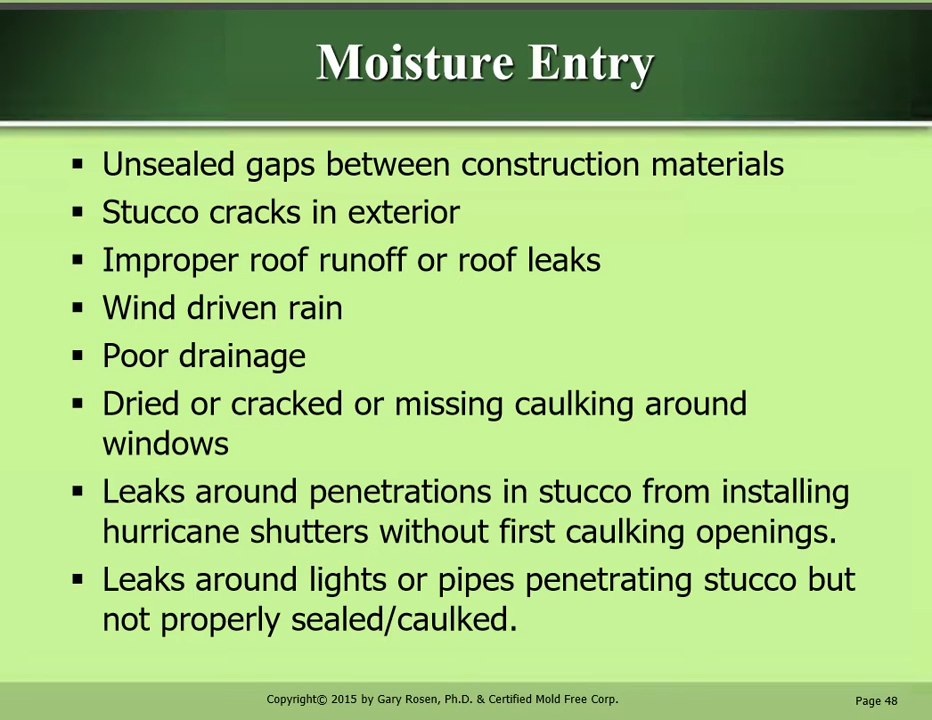 Moisture Entry
▪ Unsealed gaps between construction materials
▪ Stucco cracks in exterior
▪ Improper roof runoff or roof leaks
▪ Wind driven rain
▪ Poor drainage
▪ Dried or cracked or missing caulking around
windows
▪ Leaks around penetrations in stucco from installing
hurricane shutters without first caulking openings.
▪ Leaks around lights or pipes penetrating stucco but
not properly sealed/caulked.
Copyright© 2015 by Gary Rosen, Ph.D. & Certified Mold Free Corp.
Page 48